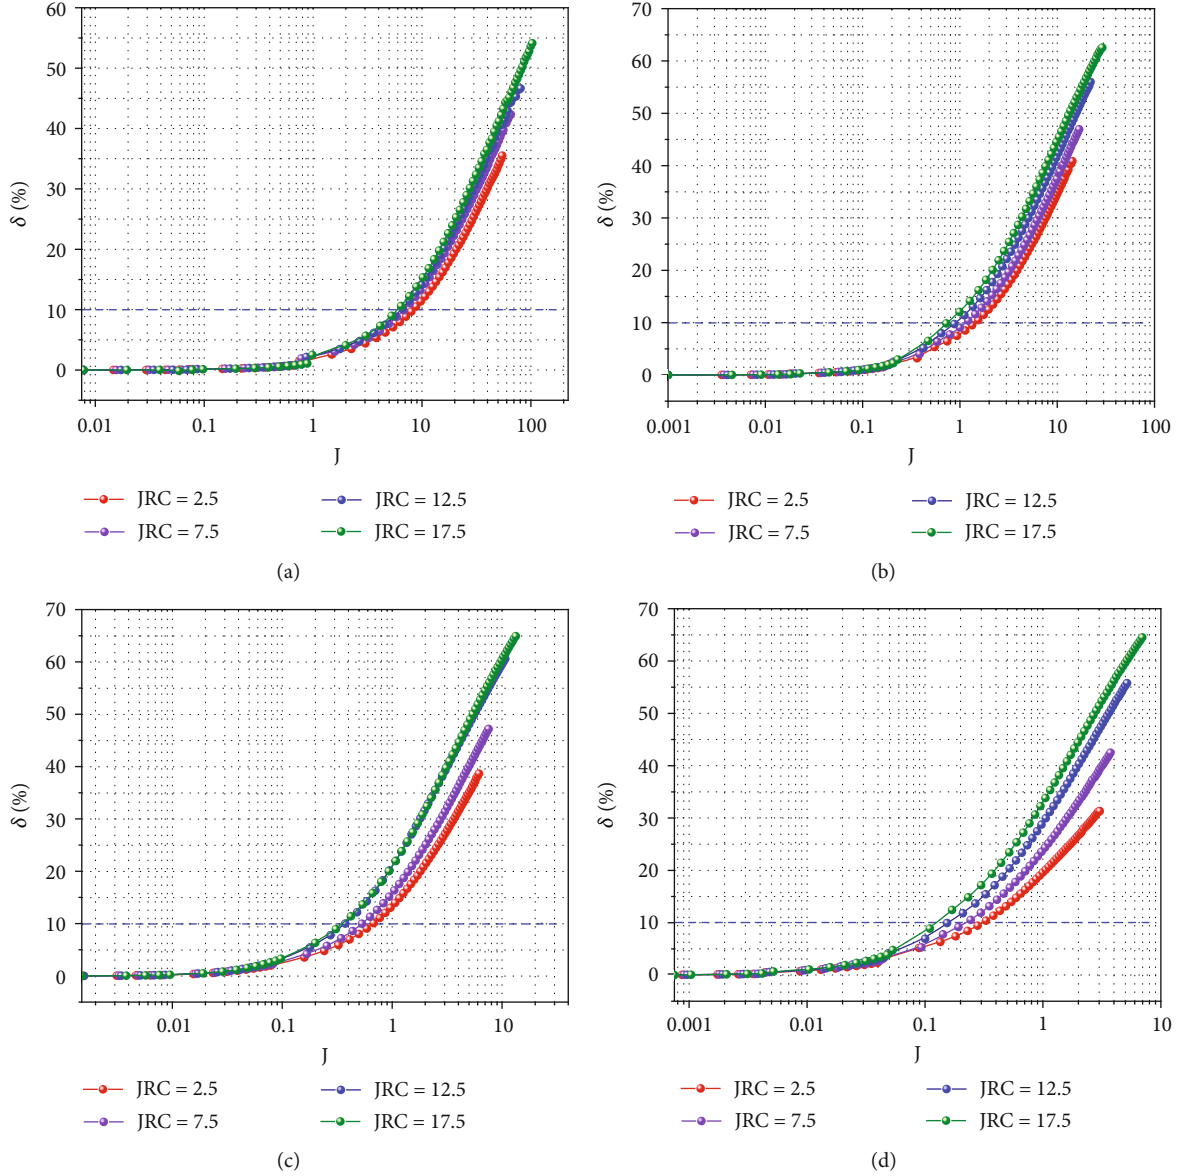 60
50
40
30
20
10
0
δ (%)
0.01 0.1 1 10 100
J
JRC = 2.5 JRC = 12.5
JRC = 7.5 JRC = 17.5
(a)
70
60
50
40
30
20
10
0
δ (%)
0.001 0.01 0.1 1 10 100
J
JRC = 2.5 JRC = 12.5
JRC = 7.5 JRC = 17.5
(b)
70
60
50
40
30
20
10
0
δ (%)
0.01 0.1 1 10
J
JRC = 2.5 JRC = 12.5
JRC = 7.5 JRC = 17.5
(c)
70
60
50
40
30
20
10
0
δ (%)
0.001 0.01 0.1 1 10
J
JRC = 2.5 JRC = 12.5
JRC = 7.5 JRC = 17.5
(d)